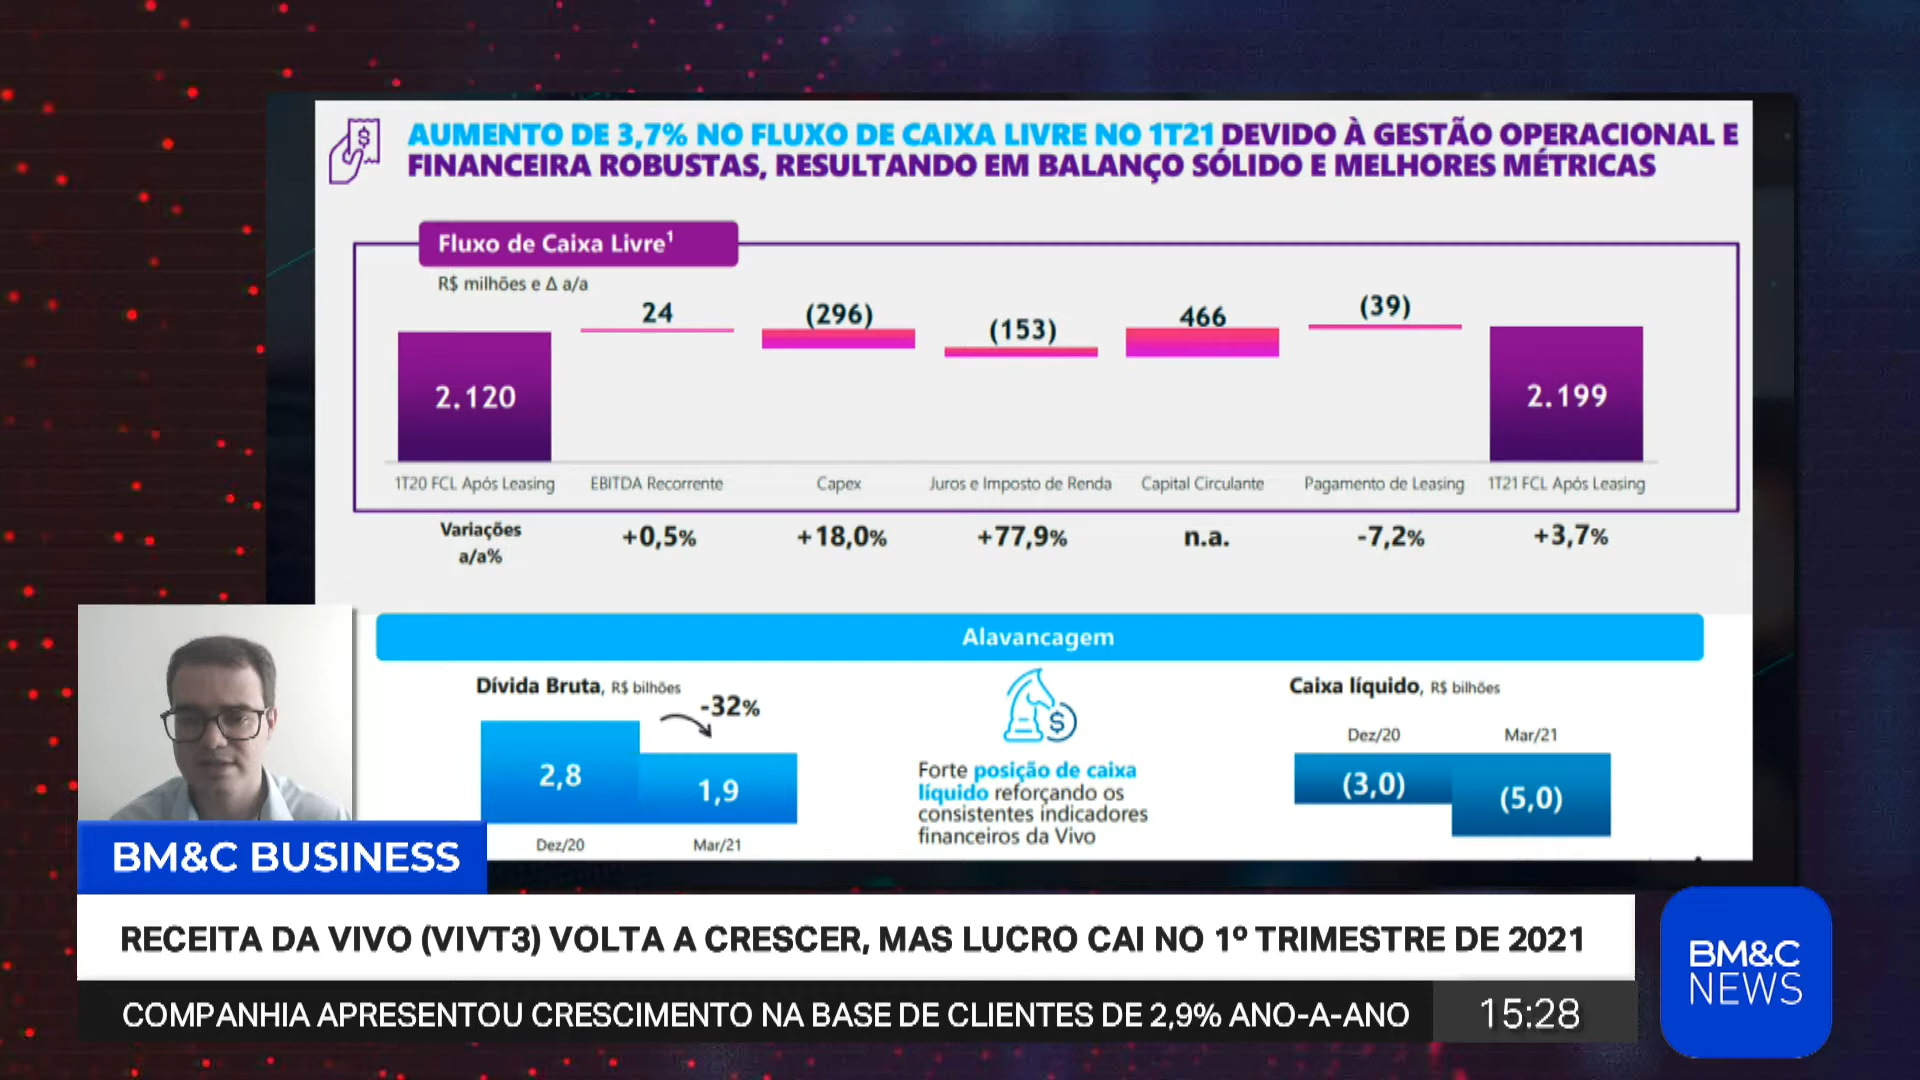 AUMENTO DE 3,7% NO FLUXO DE CAIXA LIVRE NO 1T21 DEVIDO À GESTÃO OPERACIONAL E
FINANCEIRA ROBUSTAS, RESULTANDO EM BALANÇO SÓLIDO E MELHORES MÉTRICAS
Fluxo de Caixa Livre¹
R$ milhões e Δ a/a
24 (296) (153) 466 (39)
2.120 2.199
1T20 FCL Após Leasing EBITDA Recorrente Capex Juros e Imposto de Renda Capital Circulante Pagamento de Leasing 1T21 FCL Após Leasing
Variações
a/a%
+0,5% +18,0% +77,9% n.a. -7,2% +3,7%
Alavancagem
Dívida Bruta, R$ bilhões
-32%
2,8 1,9
Dez/20 Mar/21
$
Forte posição de caixa
líquido reforçando os
consistentes indicadores
financeiros da Vivo
Caixa líquido, R$ bilhões
Dez/20 Mar/21
(3,0) (5,0)
BM&C BUSINESS
RECEITA DA VIVO (VIVT3) VOLTA A CRESCER, MAS LUCRO CAI NO 1º TRIMESTRE DE 2021
COMPANHIA APRESENTOU CRESCIMENTO NA BASE DE CLIENTES DE 2,9% ANO-A-ANO
15:28
BM&C
NEWS